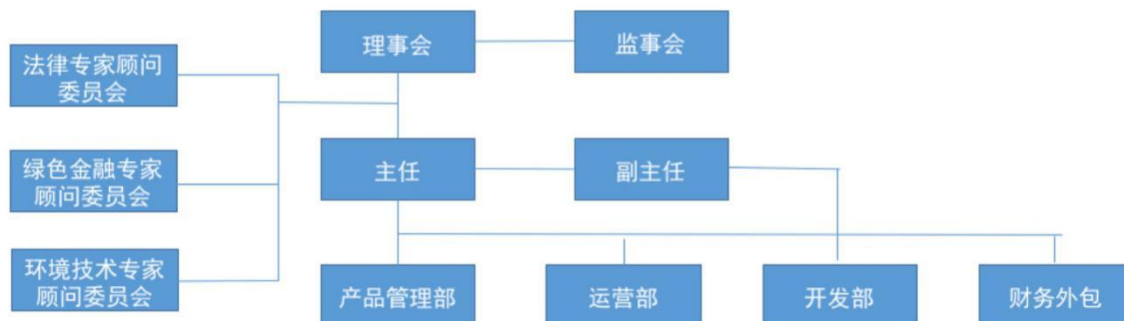 理事会
监事会
法律专家顾问
委员会
主任
副主任
绿色金融专家
顾问委员会
环境技术专家
顾问委员会
产品管理部
运营部
开发部
财务外包